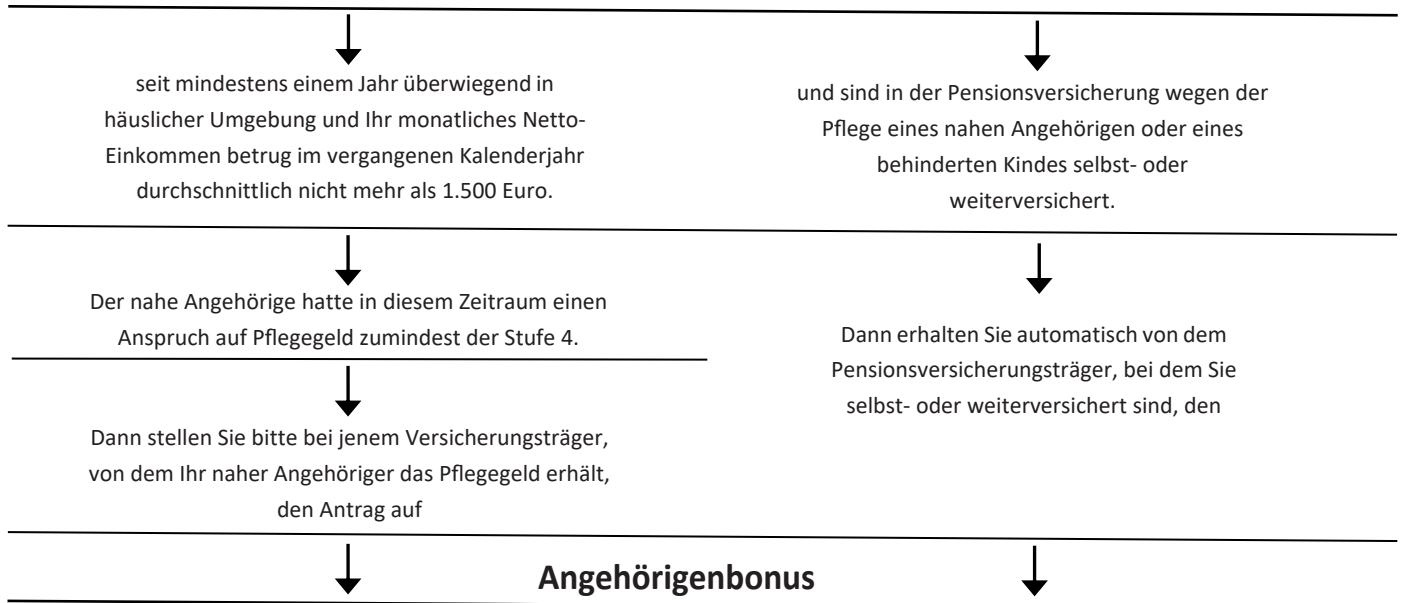 seit mindestens einem Jahr überwiegend in
häuslicher Umgebung und Ihr monatliches Netto-
Einkommen betrug im vergangenen Kalenderjahr
durchschnittlich nicht mehr als 1.500 Euro.
Der nahe Angehörige hatte in diesem Zeitraum einen
Anspruch auf Pflegegeld zumindest der Stufe 4.
Dann stellen Sie bitte bei jenem Versicherungsträger,
von dem Ihr naher Angehöriger das Pflegegeld erhält,
den Antrag auf
und sind in der Pensionsversicherung wegen der
Pflege eines nahen Angehörigen oder eines
behinderten Kindes selbst- oder
weiterversichert.
Dann erhalten Sie automatisch von dem
Pensionsversicherungsträger, bei dem Sie
selbst- oder weiterversichert sind, den
Angehörigenbonus